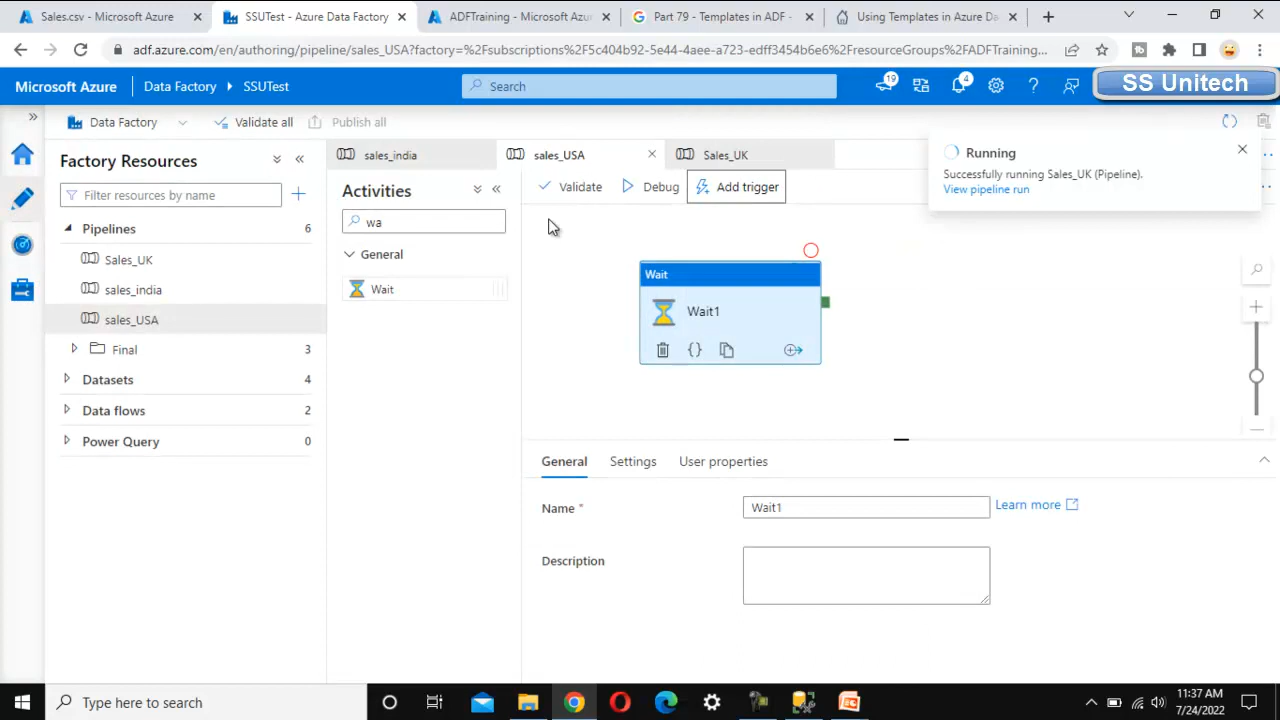 Sales.csv - Microsoft Azure
SSUTest - Azure Data Factory
ADFTraining - Microsoft Azu
Part 79 - Templates in ADF -
Using Templates in Azure Da
adf.azure.com/en/authoring/pipeline/sales_USA?factory=%2Fsubscriptions%2F5c404b92-5e44-4aee-a723-edff3454b6e6%2FresourceGroups%2FADFTraining...
Microsoft Azure
Data Factory
SSUTest
Search
19
4
SS Unitech
Data Factory
Validate all
Publish all
Running
Successfully running Sales_UK (Pipeline).
View pipeline run
Factory Resources
Filter resources by name
Pipelines 6
Sales_UK
sales_india
sales_USA
Final 3
Datasets 4
Data flows 2
Power Query 0
sales_india
sales_USA
Sales_UK
Activities
wa
General
Wait
Validate
Debug
Add trigger
Wait
Wait1
{}
General
Settings
User properties
Name *
Wait1
Learn more
Description
Type here to search
11:37 AM
7/24/2022